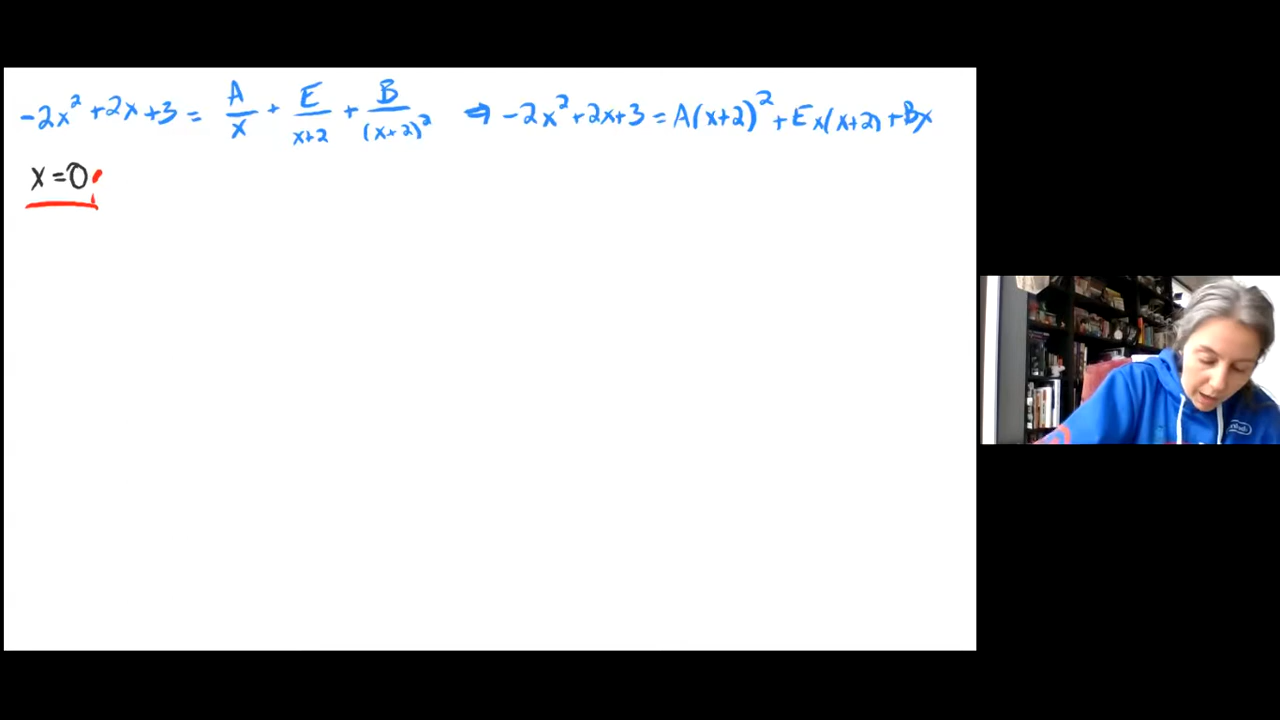 -2x² + 2x + 3 = A/x + E/(x+2) + B/(x+2)² ⇒ -2x² + 2x + 3 = A(x+2)² + Ex(x+2) + Bx
x = 0: